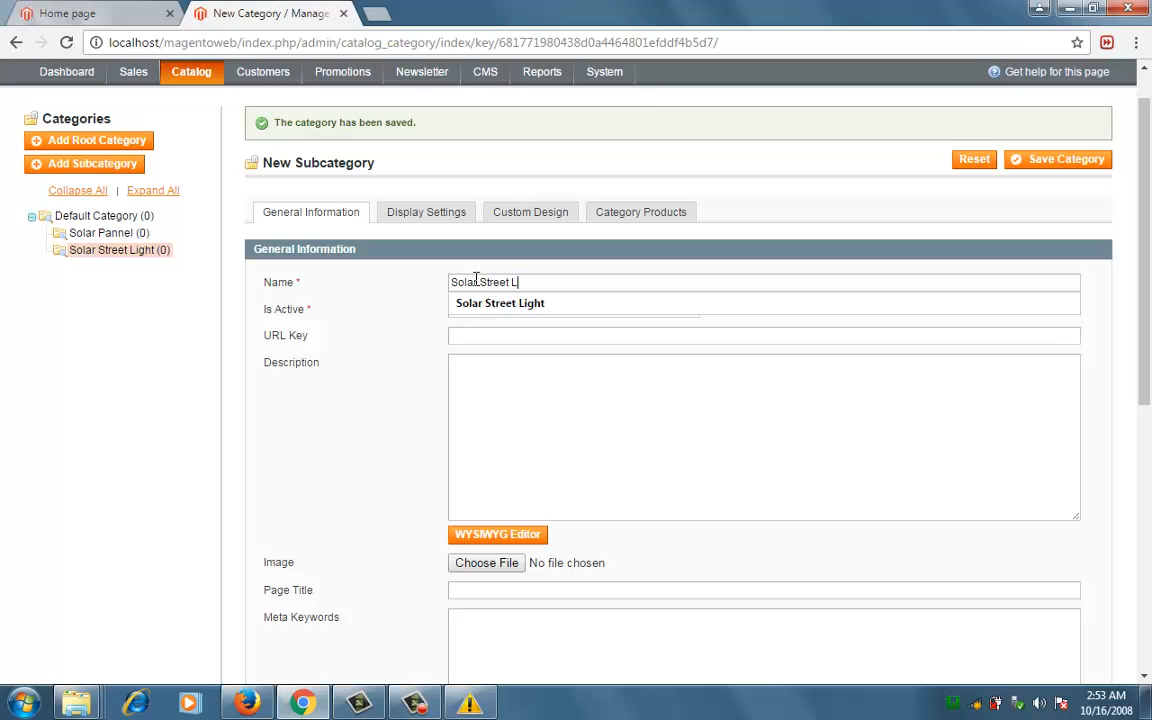 Home page
New Category / Manage
localhost/magentoweb/index.php/admin/catalog_category/index/key/681771980438d0a4464801efddf4b5d7/
Dashboard Sales Catalog Customers Promotions Newsletter CMS Reports System Get help for this page
Categories
Add Root Category
Add Subcategory
Collapse All | Expand All
Default Category (0)
Solar Pannel (0)
Solar Street Light (0)
The category has been saved.
New Subcategory
Reset Save Category
General Information Display Settings Custom Design Category Products
General Information
Name * Solar Street L
Solar Street Light
Is Active *
URL Key
Description
WYSIWYG Editor
Image Choose File No file chosen
Page Title
Meta Keywords
2:53 AM
10/16/2008